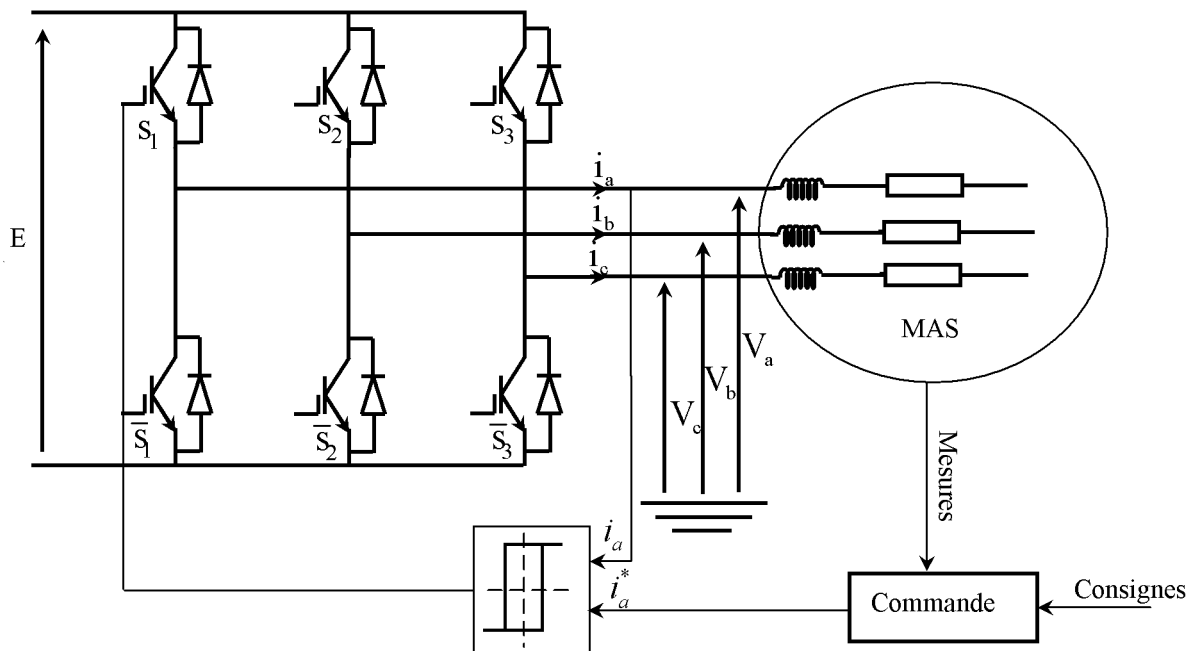 E
S1
S2
S3
ia
ib
ic
MAS
Va
Vb
Vc
S̅1
S̅2
S̅3
Mesures
ia
ia*
Commande
Consignes